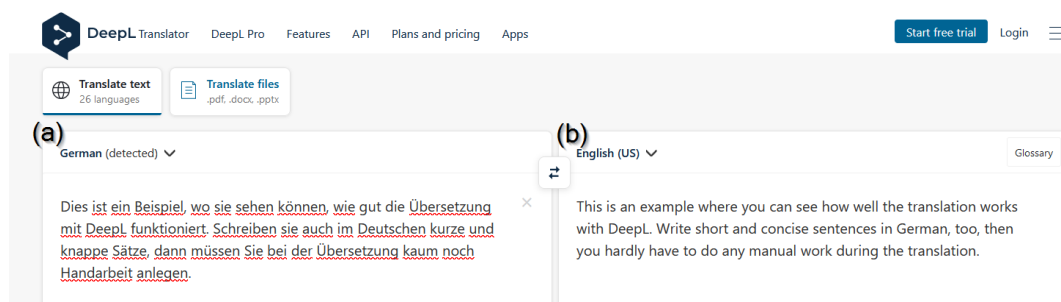 DeepL Translator DeepL Pro Features API Plans and pricing Apps Start free trial Login
Translate text
26 languages
Translate files
.pdf, .docx, .pptx
(a)
German (detected)
Dies ist ein Beispiel, wo sie sehen können, wie gut die Übersetzung
mit DeepL funktioniert. Schreiben sie auch im Deutschen kurze und
knappe Sätze, dann müssen Sie bei der Übersetzung kaum noch
Handarbeit anlegen.
(b)
English (US)
Glossary
This is an example where you can see how well the translation works
with DeepL. Write short and concise sentences in German, too, then
you hardly have to do any manual work during the translation.